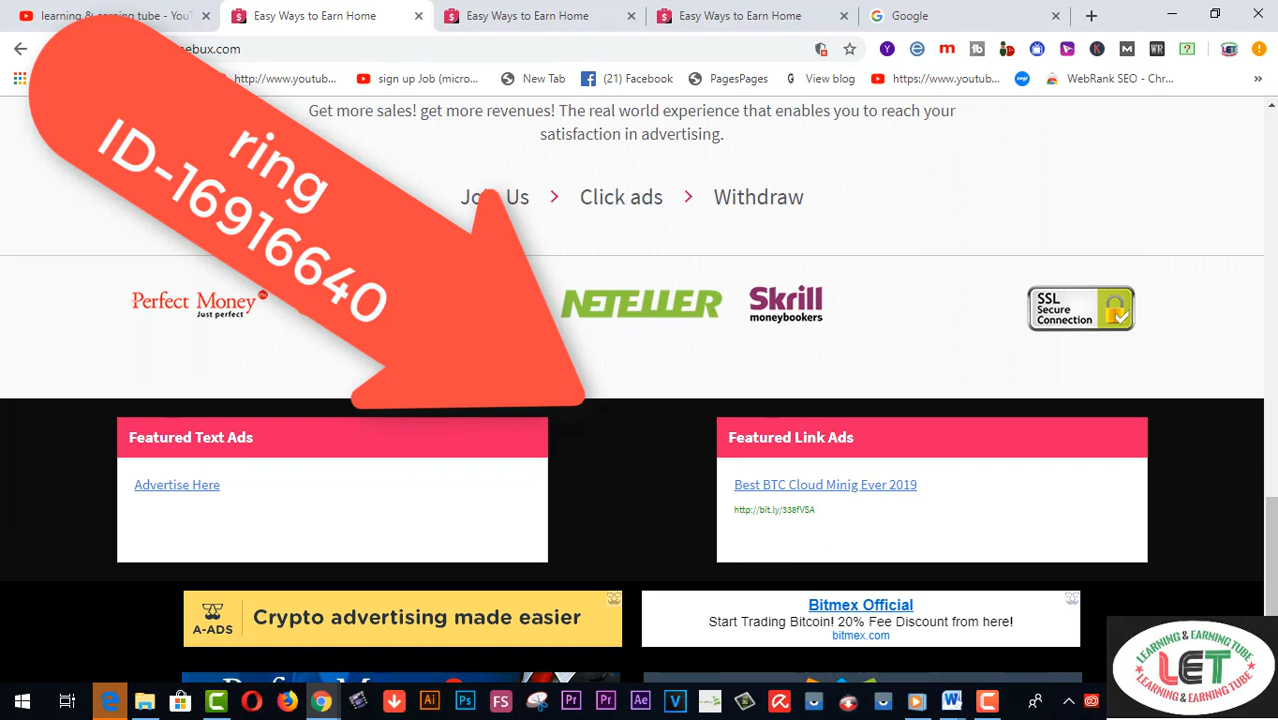 learning & earning tube - YouT
Easy Ways to Earn Home
Easy Ways to Earn Home
Easy Ways to Earn Home
Google
ebux.com
http://www.youtub...
sign up Job (micro...
New Tab
(21) Facebook
PagesPages
View blog
https://www.youtub...
WebRank SEO - Chr...
Get more sales! get more revenues! The real world experience that enables you to reach your
satisfaction in advertising.
ring
ID-16916640
Us
Click ads
Withdraw
Perfect Money
Just perfect
NETELLER
Skrill
moneybookers
SSL
Secure
Connection
Featured Text Ads
Featured Link Ads
Advertise Here
Best BTC Cloud Minig Ever 2019
http://bit.ly/338fVSA
A-ADS
Crypto advertising made easier
Bitmex Official
Start Trading Bitcoin! 20% Fee Discount from here!
bitmex.com
LEARNING & EARNING TUBE
LET
LEARNING & EARNING TUBE